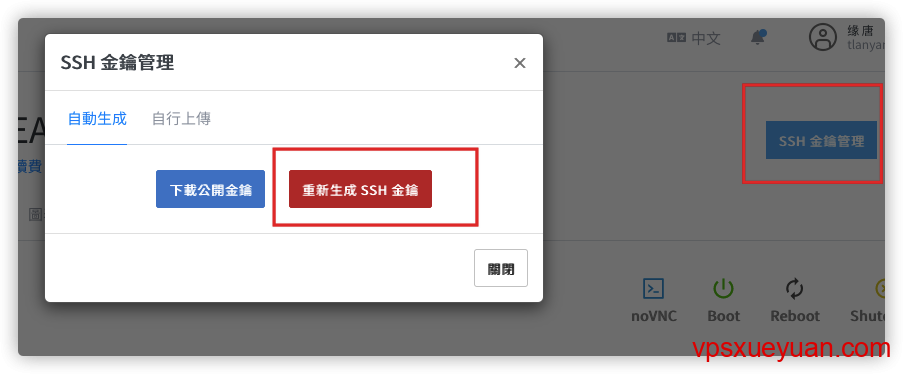 中文
缘 唐
tlanyan
SSH 金鑰管理
×
自動生成
自行上傳
EA
SSH 金鑰管理
續費
下載公開金鑰
重新生成 SSH 金鑰
圖
關閉
noVNC
Boot
Reboot
Shut
vpsxueyuan.com